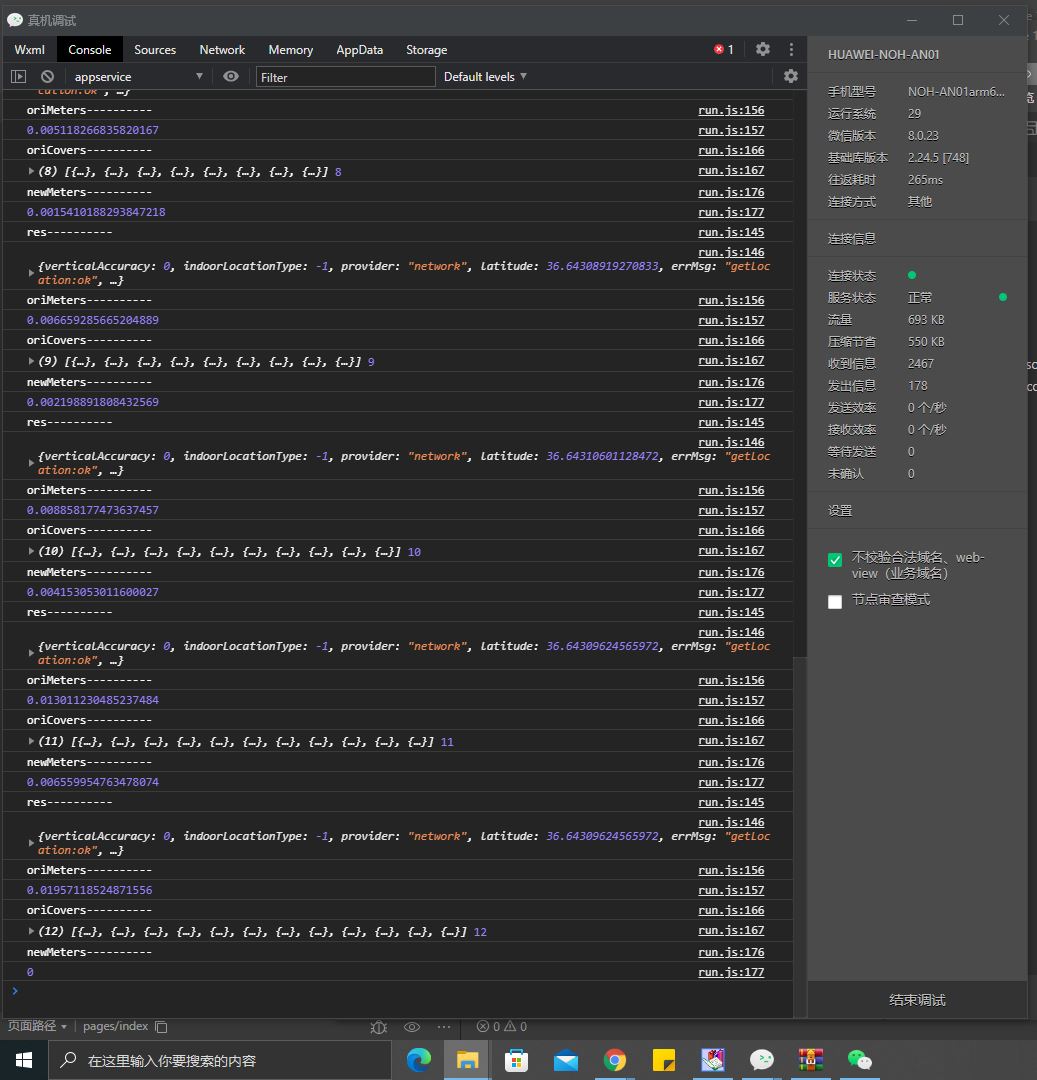 真机调试
Wxml Console Sources Network Memory AppData Storage 1
appservice Filter Default levels
cation:ok", …}
oriMeters---------- run.js:156
0.005118266835820167 run.js:157
oriCovers---------- run.js:166
(8) [{…}, {…}, {…}, {…}, {…}, {…}, {…}, {…}] 8 run.js:167
newMeters---------- run.js:176
0.0015410188293847218 run.js:177
res---------- run.js:145
run.js:146
{verticalAccuracy: 0, indoorLocationType: -1, provider: "network", latitude: 36.64308919270833, errMsg: "getLoc
ation:ok", …}
oriMeters---------- run.js:156
0.006659285665204889 run.js:157
oriCovers---------- run.js:166
(9) [{…}, {…}, {…}, {…}, {…}, {…}, {…}, {…}, {…}] 9 run.js:167
newMeters---------- run.js:176
0.002198891808432569 run.js:177
res---------- run.js:145
run.js:146
{verticalAccuracy: 0, indoorLocationType: -1, provider: "network", latitude: 36.64310601128472, errMsg: "getLoc
ation:ok", …}
oriMeters---------- run.js:156
0.008858177473637457 run.js:157
oriCovers---------- run.js:166
(10) [{…}, {…}, {…}, {…}, {…}, {…}, {…}, {…}, {…}, {…}] 10 run.js:167
newMeters---------- run.js:176
0.004153053011600027 run.js:177
res---------- run.js:145
run.js:146
{verticalAccuracy: 0, indoorLocationType: -1, provider: "network", latitude: 36.64309624565972, errMsg: "getLoc
ation:ok", …}
oriMeters---------- run.js:156
0.013011230485237484 run.js:157
oriCovers---------- run.js:166
(11) [{…}, {…}, {…}, {…}, {…}, {…}, {…}, {…}, {…}, {…}, {…}] 11 run.js:167
newMeters---------- run.js:176
0.006559954763478074 run.js:177
res---------- run.js:145
run.js:146
{verticalAccuracy: 0, indoorLocationType: -1, provider: "network", latitude: 36.64309624565972, errMsg: "getLoc
ation:ok", …}
oriMeters---------- run.js:156
0.01957118524871556 run.js:157
oriCovers---------- run.js:166
(12) [{…}, {…}, {…}, {…}, {…}, {…}, {…}, {…}, {…}, {…}, {…}, {…}] 12 run.js:167
newMeters---------- run.js:176
0 run.js:177
HUAWEI-NOH-AN01
手机型号 NOH-AN01arm6...
运行系统 29
微信版本 8.0.23
基础库版本 2.24.5 [748]
往返耗时 265ms
连接方式 其他
连接信息
连接状态
服务状态 正常
流量 693 KB
压缩节省 550 KB
收到信息 2467
发出信息 178
发送效率 0 个/秒
接收效率 0 个/秒
等待发送 0
未确认 0
设置
不校验合法域名、web-
view（业务域名）
节点审查模式
结束调试
页面路径 pages/index 0 0
在这里输入你要搜索的内容